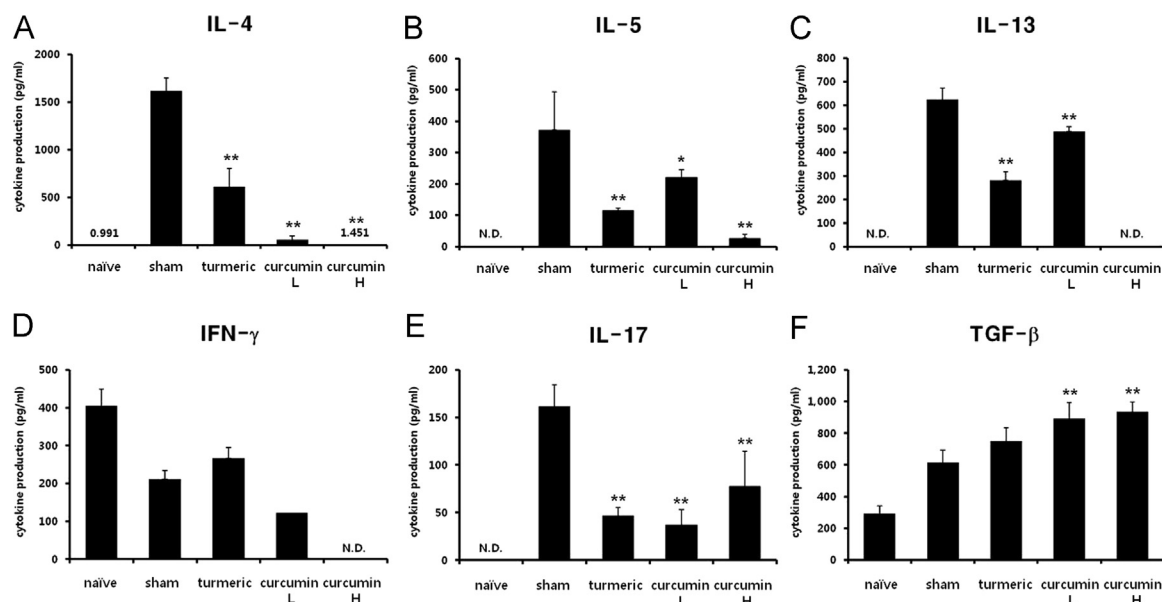 A
IL-4
cytokine production (pg/ml)
2000
1500
1000
500
0
0.991
**
**
**
1.451
naïve sham turmeric curcumin L curcumin H
B
IL-5
cytokine production (pg/ml)
600
500
400
300
200
100
0
N.D.
**
*
**
naïve sham turmeric curcumin L curcumin H
C
IL-13
cytokine production (pg/ml)
800
700
600
500
400
300
200
100
0
N.D.
**
**
N.D.
naïve sham turmeric curcumin L curcumin H
D
IFN-γ
cytokine production (pg/ml)
500
400
300
200
100
0
N.D.
naïve sham turmeric curcumin L curcumin H
E
IL-17
cytokine production (pg/ml)
200
150
100
50
0
N.D.
**
**
**
naïve sham turmeric curcumin L curcumin H
F
TGF-β
cytokine production (pg/ml)
1,200
1,000
800
600
400
200
0
**
**
naïve sham turmeric curcumin L curcumin H